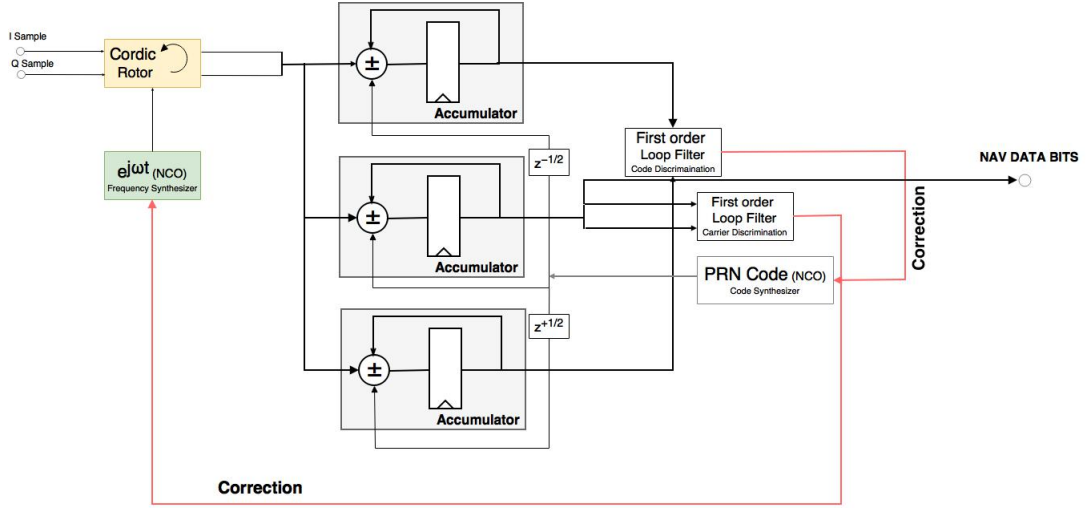 I Sample
Q Sample
Cordic
Rotor
ejωt (NCO)
Frequency Synthesizer
±
Accumulator
z−1/2
±
Accumulator
z+1/2
±
Accumulator
First order
Loop Filter
Code Discrimaination
NAV DATA BITS
First order
Loop Filter
Carrier Discrimination
Correction
PRN Code (NCO)
Code Synthesizer
Correction